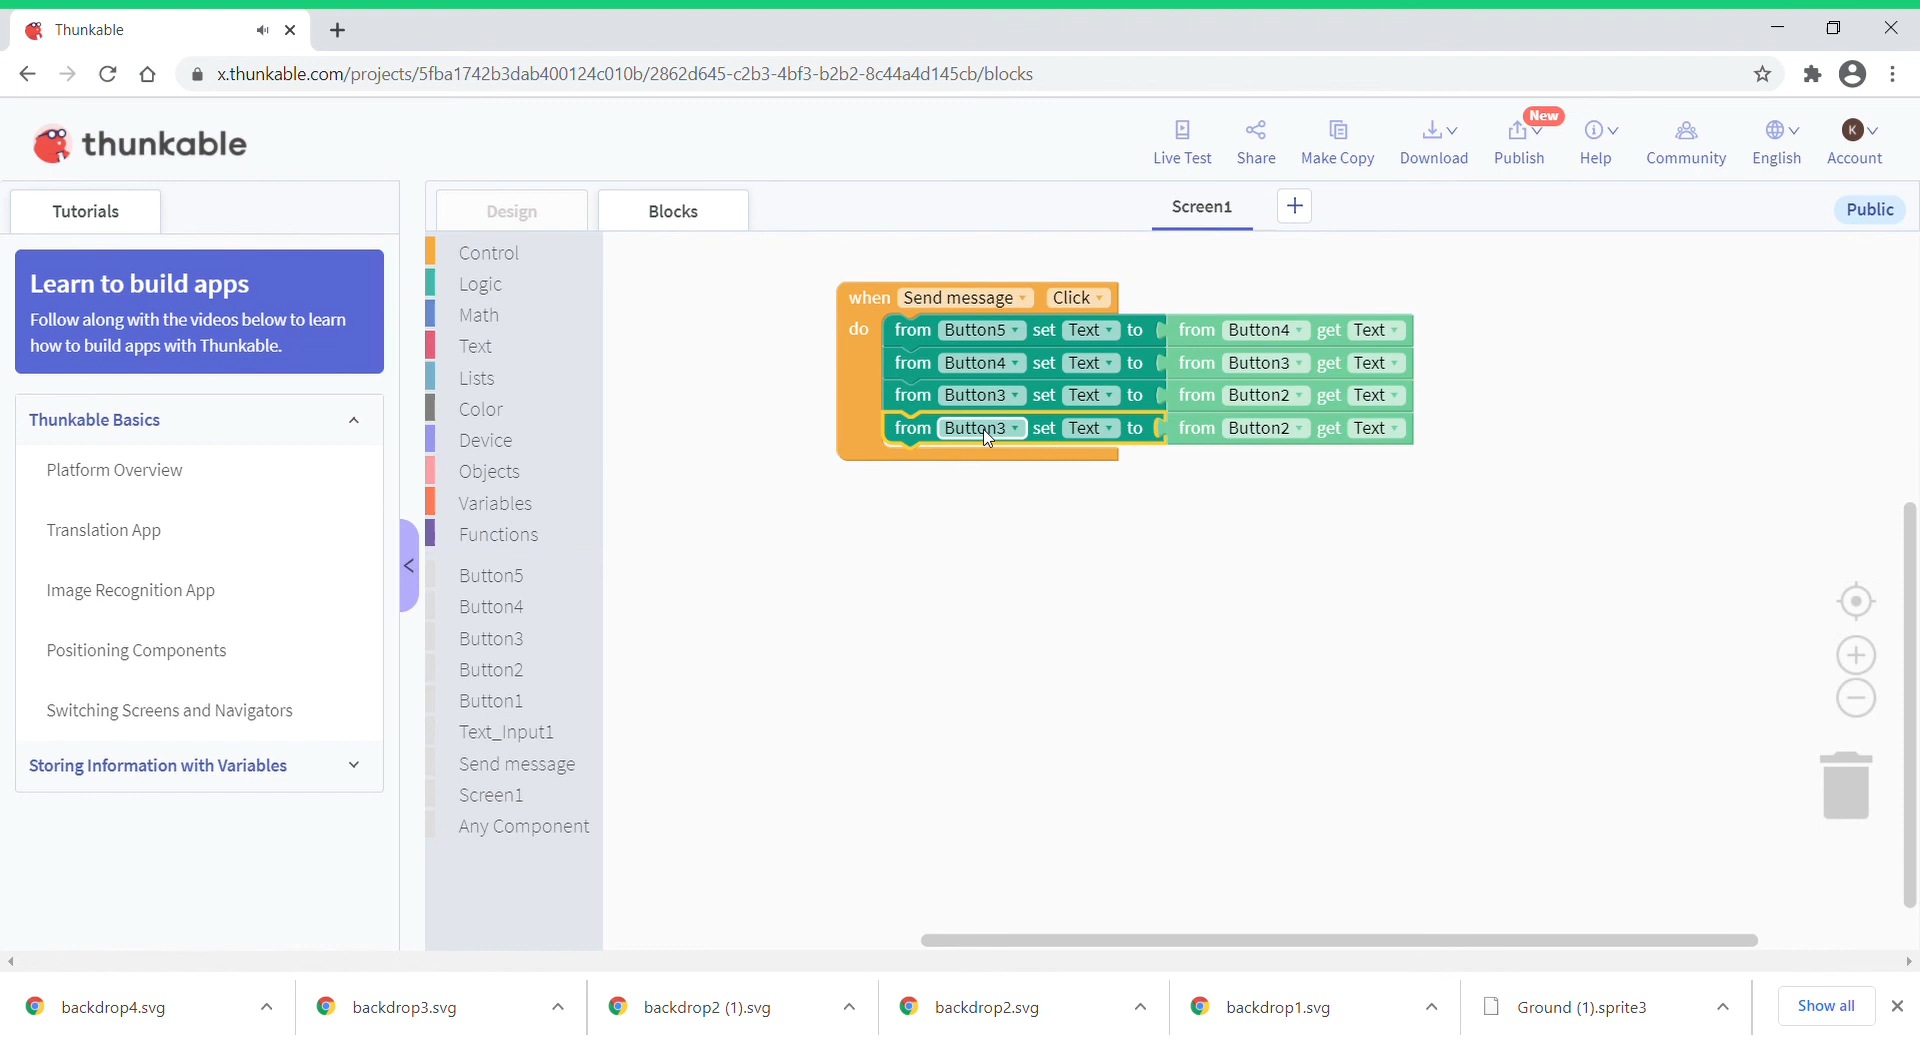 Thunkable
x.thunkable.com/projects/5fba1742b3dab400124c010b/2862d645-c2b3-4bf3-b2b2-8c44a4d145cb/blocks
thunkable
New
Live Test Share Make Copy Download Publish Help Community English Account
K
Tutorials
Design Blocks Screen1 Public
Learn to build apps
Follow along with the videos below to learn
how to build apps with Thunkable.
Thunkable Basics
Platform Overview
Translation App
Image Recognition App
Positioning Components
Switching Screens and Navigators
Storing Information with Variables
Control
Logic
Math
Text
Lists
Color
Device
Objects
Variables
Functions
Button5
Button4
Button3
Button2
Button1
Text_Input1
Send message
Screen1
Any Component
when Send message Click
do from Button5 set Text to from Button4 get Text
from Button4 set Text to from Button3 get Text
from Button3 set Text to from Button2 get Text
from Button3 set Text to from Button2 get Text
backdrop4.svg backdrop3.svg backdrop2 (1).svg backdrop2.svg backdrop1.svg Ground (1).sprite3 Show all